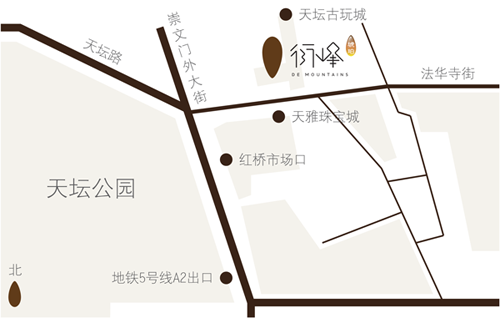 天坛古玩城
崇文门外大街
天坛路
衍峰
DE MOUNTAINS
法华寺街
天雅珠宝城
红桥市场口
天坛公园
北
地铁5号线A2出口